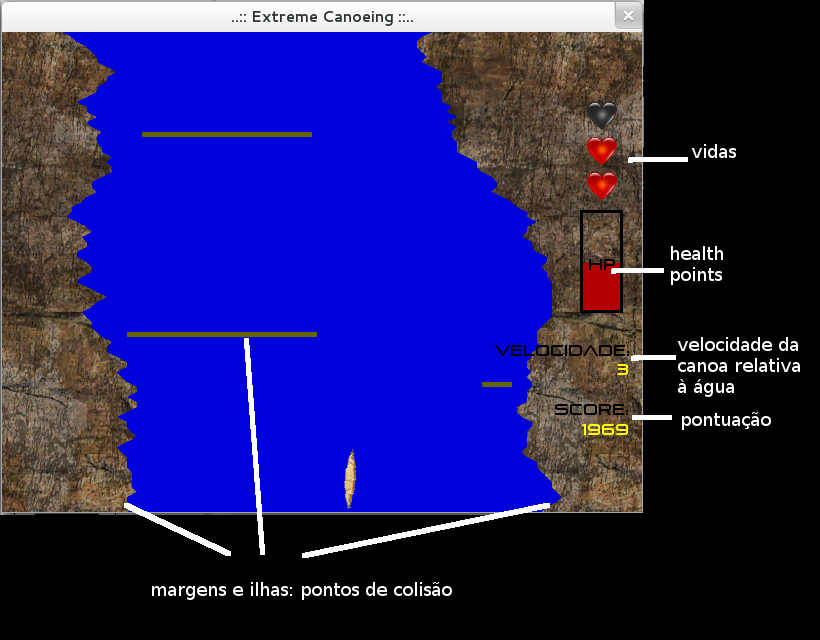 ..:: Extreme Canoeing ::..
vidas
HP
health
points
VELOCIDADE:
3
velocidade da
canoa relativa
à água
SCORE:
1969
pontuação
margens e ilhas: pontos de colisão